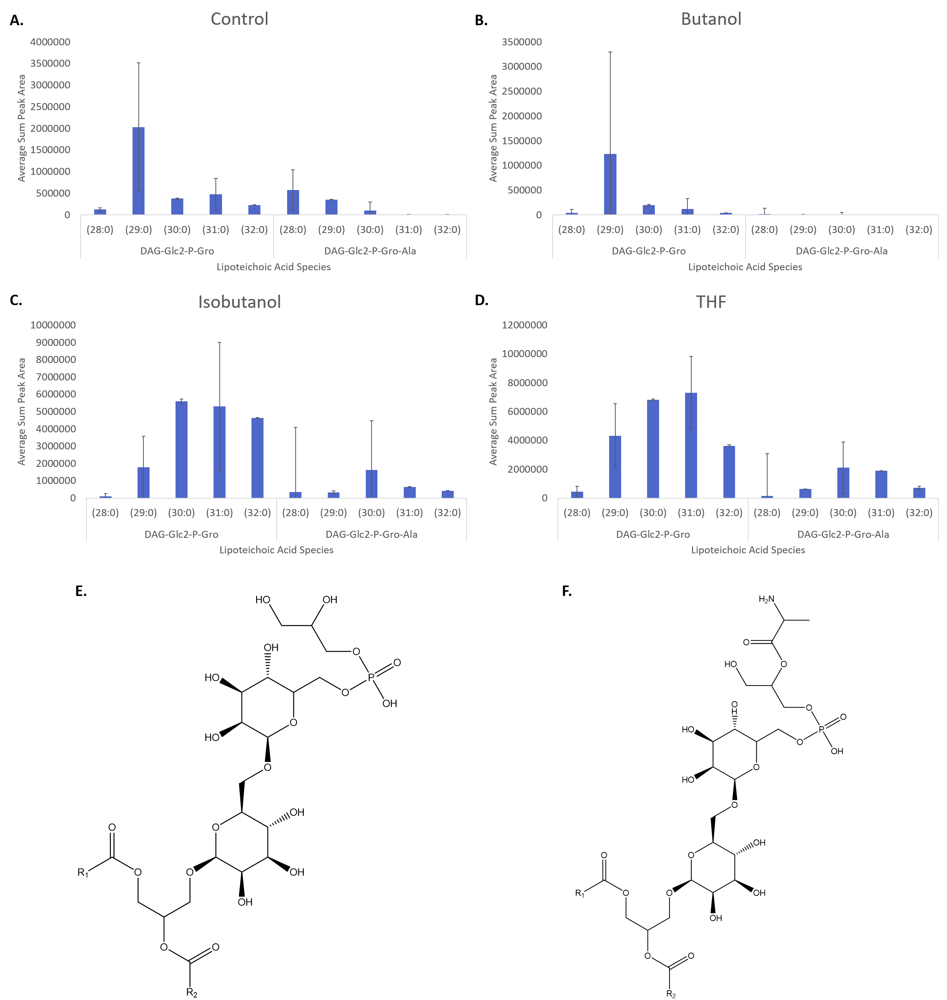 A.
Control
4000000
3500000
3000000
2500000
2000000
1500000
1000000
500000
0
Average Sum Peak Area
(28:0) (29:0) (30:0) (31:0) (32:0) (28:0) (29:0) (30:0) (31:0) (32:0)
DAG-Glc2-P-Gro DAG-Glc2-P-Gro-Ala
Lipoteichoic Acid Species
B.
Butanol
3500000
3000000
2500000
2000000
1500000
1000000
500000
0
Average Sum Peak Area
(28:0) (29:0) (30:0) (31:0) (32:0) (28:0) (29:0) (30:0) (31:0) (32:0)
DAG-Glc2-P-Gro DAG-Glc2-P-Gro-Ala
Lipoteichoic Acid Species
C.
Isobutanol
10000000
9000000
8000000
7000000
6000000
5000000
4000000
3000000
2000000
1000000
0
Average Sum Peak Area
(28:0) (29:0) (30:0) (31:0) (32:0) (28:0) (29:0) (30:0) (31:0) (32:0)
DAG-Glc2-P-Gro DAG-Glc2-P-Gro-Ala
Lipoteichoic Acid Species
D.
THF
12000000
10000000
8000000
6000000
4000000
2000000
0
Average Sum Peak Area
(28:0) (29:0) (30:0) (31:0) (32:0) (28:0) (29:0) (30:0) (31:0) (32:0)
DAG-Glc2-P-Gro DAG-Glc2-P-Gro-Ala
Lipoteichoic Acid Species
E.
HO OH
OH O O
HO P
O
OH
O
HO
O
OH
O O
R₁ O O OH
OH
O O
R₂
F.
H₂N
O
HO O
O O
H O
HO P
O
OH
O
HO
O
OH
O O
R₁ O O OH
OH
O O
R₂